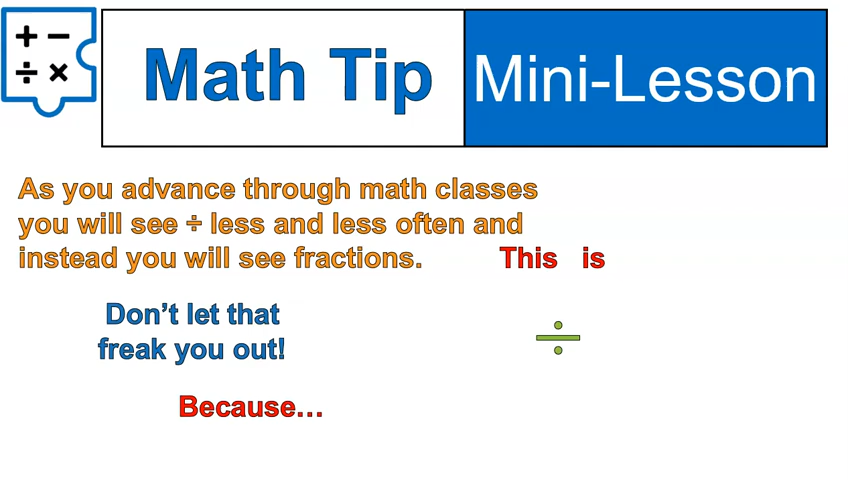 + −
÷ ×
Math Tip
Mini-Lesson
As you advance through math classes
you will see ÷ less and less often and
instead you will see fractions.
This is
Don't let that
freak you out!
÷
Because…